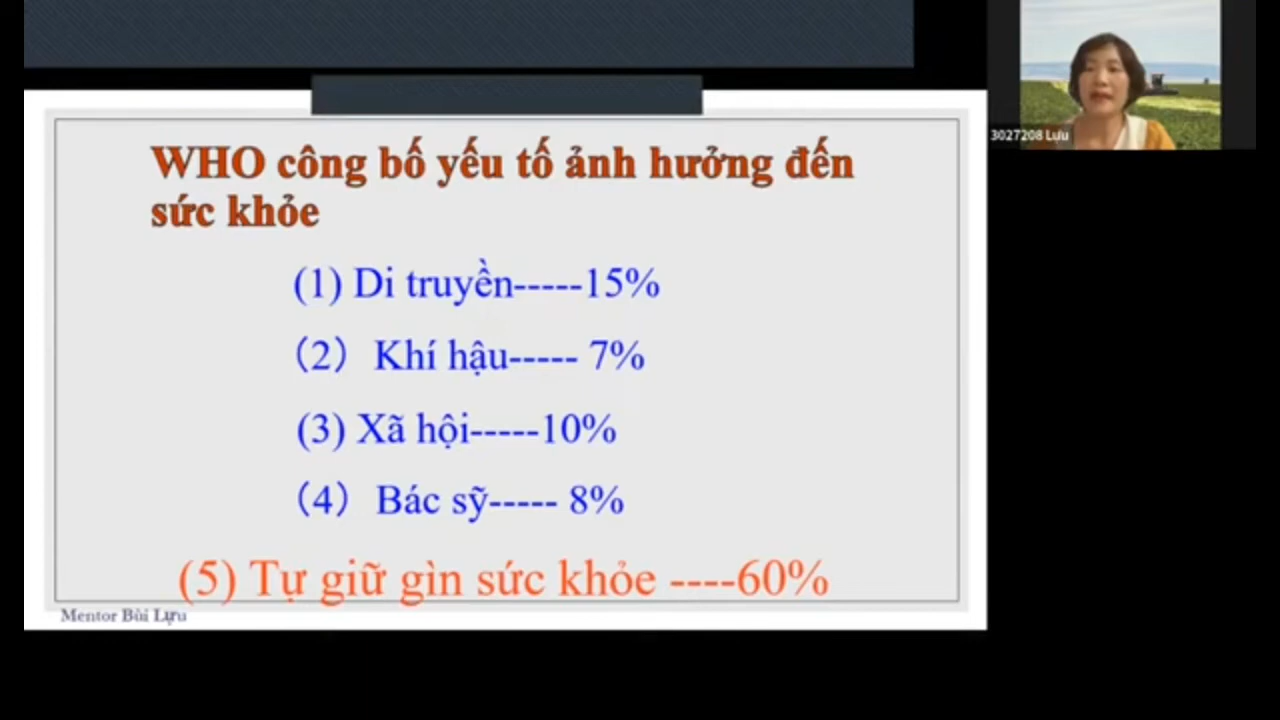 WHO công bố yếu tố ảnh hưởng đến
sức khỏe
(1) Di truyền-----15%
（2） Khí hậu----- 7%
(3) Xã hội-----10%
（4） Bác sỹ----- 8%
(5) Tự giữ gìn sức khỏe ----60%
Mentor Bùi Lựu
3027208 Lưu